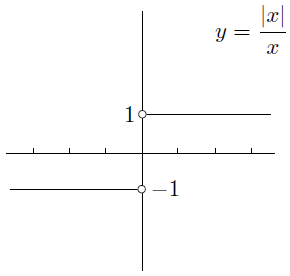 y = |x|/x
1
−1